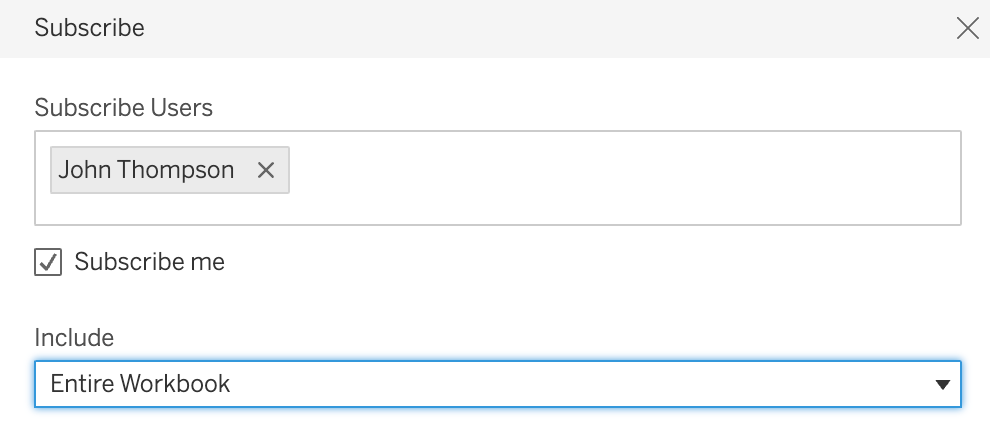 Subscribe
Subscribe Users
John Thompson
Subscribe me
Include
Entire Workbook